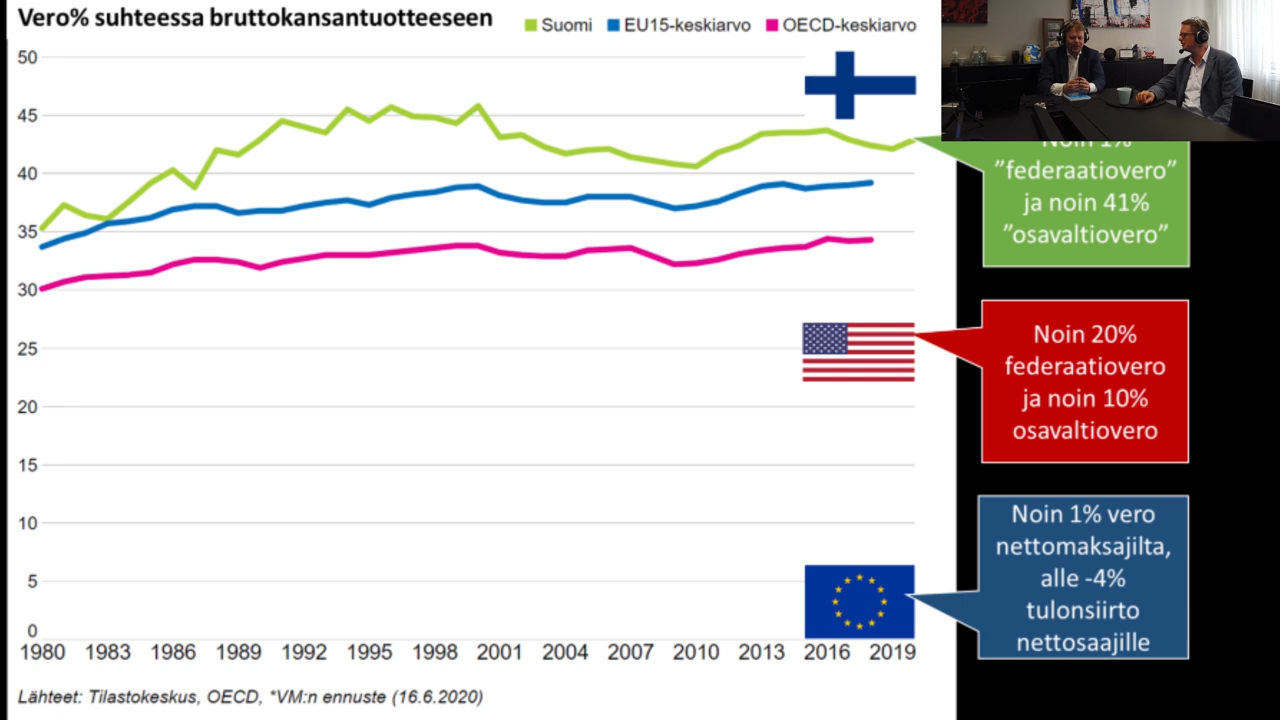 Vero% suhteessa bruttokansantuotteeseen
Suomi EU15-keskiarvo OECD-keskiarvo
50
45
40
35
30
25
20
15
10
5
0
1980 1983 1986 1989 1992 1995 1998 2001 2004 2007 2010 2013 2016 2019
Lähteet: Tilastokeskus, OECD, *VM:n ennuste (16.6.2020)
Noin 1%
”federaatiovero”
ja noin 41%
”osavaltiovero”
Noin 20%
federaatiovero
ja noin 10%
osavaltiovero
Noin 1% vero
nettomaksajilta,
alle -4%
tulonsiirto
nettosaajille